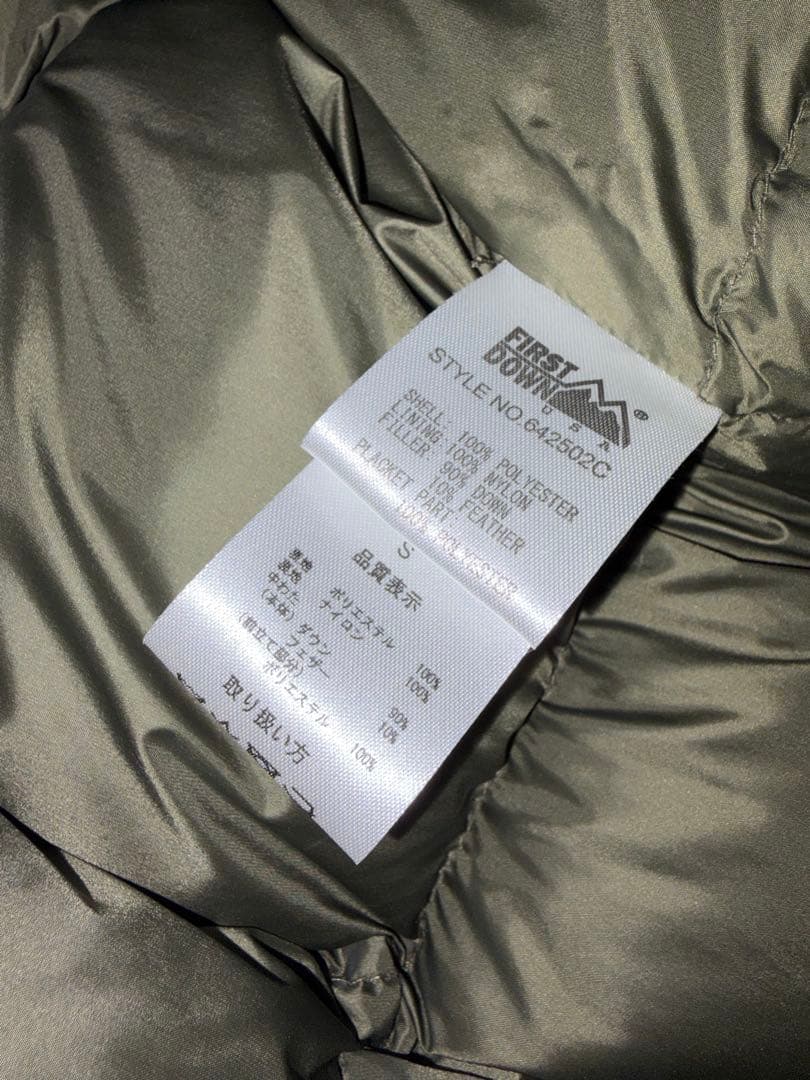 FIRST
DOWN
USA ®
STYLE NO.642502C
SHELL: 100% POLYESTER
LINING 100% NYLON
FILLER 90% DOWN
10% FEATHER
PLACKET PART:
100% POLYESTER
S
品質表示
表地 ポリエステル 100%
裏地 ナイロン 100%
中わた
(本体) ダウン 90%
フェザー 10%
(前立て部分)
ポリエステル 100%
取り扱い方